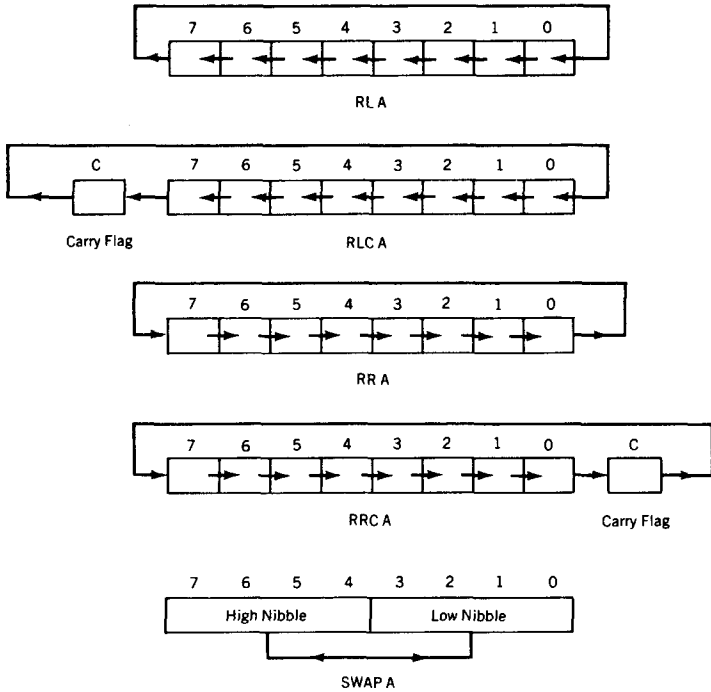 7 6 5 4 3 2 1 0
RL A
C 7 6 5 4 3 2 1 0
Carry Flag
RLC A
7 6 5 4 3 2 1 0
RR A
7 6 5 4 3 2 1 0 C
RRC A
Carry Flag
7 6 5 4 3 2 1 0
High Nibble Low Nibble
SWAP A